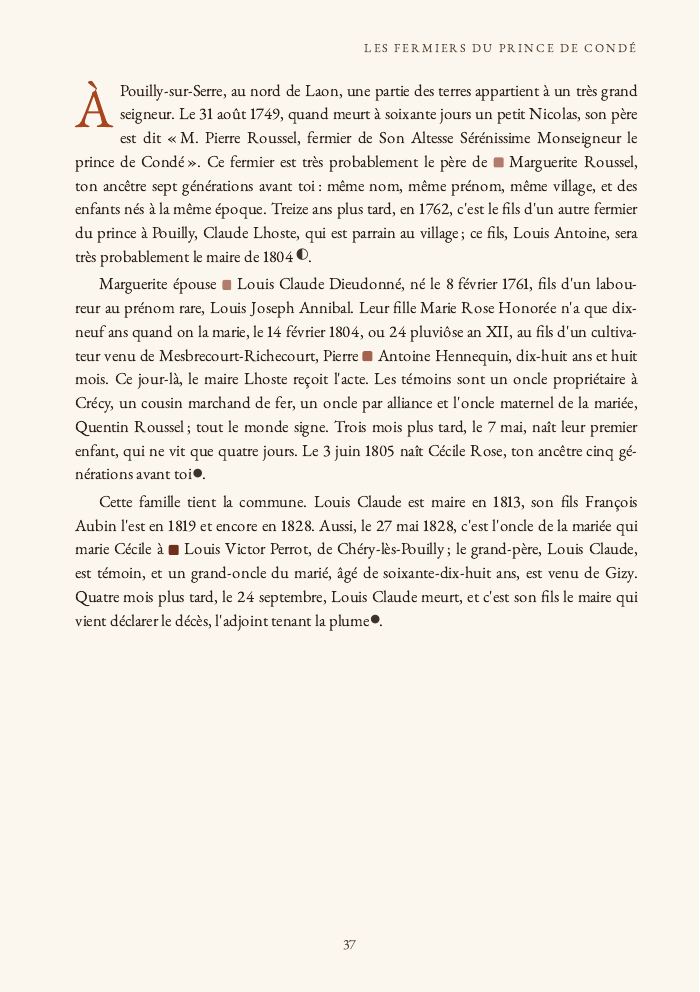 LES FERMIERS DU PRINCE DE CONDÉ
À Pouilly-sur-Serre, au nord de Laon, une partie des terres appartient à un très grand
seigneur. Le 31 août 1749, quand meurt à soixante jours un petit Nicolas, son père
est dit « M. Pierre Roussel, fermier de Son Altesse Sérénissime Monseigneur le
prince de Condé ». Ce fermier est très probablement le père de ■ Marguerite Roussel,
ton ancêtre sept générations avant toi : même nom, même prénom, même village, et des
enfants nés à la même époque. Treize ans plus tard, en 1762, c'est le fils d'un autre fermier
du prince à Pouilly, Claude Lhoste, qui est parrain au village ; ce fils, Louis Antoine, sera
très probablement le maire de 1804 ◐.
Marguerite épouse ■ Louis Claude Dieudonné, né le 8 février 1761, fils d'un labou-
reur au prénom rare, Louis Joseph Annibal. Leur fille Marie Rose Honorée n'a que dix-
neuf ans quand on la marie, le 14 février 1804, ou 24 pluviôse an XII, au fils d'un cultiva-
teur venu de Mesbrecourt-Richecourt, Pierre ■ Antoine Hennequin, dix-huit ans et huit
mois. Ce jour-là, le maire Lhoste reçoit l'acte. Les témoins sont un oncle propriétaire à
Crécy, un cousin marchand de fer, un oncle par alliance et l'oncle maternel de la mariée,
Quentin Roussel ; tout le monde signe. Trois mois plus tard, le 7 mai, naît leur premier
enfant, qui ne vit que quatre jours. Le 3 juin 1805 naît Cécile Rose, ton ancêtre cinq gé-
nérations avant toi●.
Cette famille tient la commune. Louis Claude est maire en 1813, son fils François
Aubin l'est en 1819 et encore en 1828. Aussi, le 27 mai 1828, c'est l'oncle de la mariée qui
marie Cécile à ■ Louis Victor Perrot, de Chéry-lès-Pouilly ; le grand-père, Louis Claude,
est témoin, et un grand-oncle du marié, âgé de soixante-dix-huit ans, est venu de Gizy.
Quatre mois plus tard, le 24 septembre, Louis Claude meurt, et c'est son fils le maire qui
vient déclarer le décès, l'adjoint tenant la plume●.
37